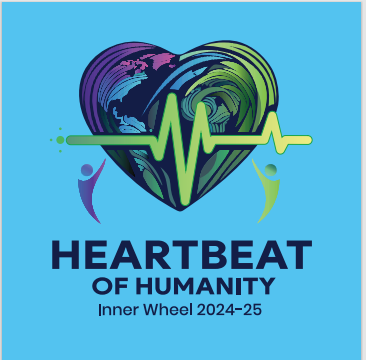 HEARTBEAT
OF HUMANITY
Inner Wheel 2024-25